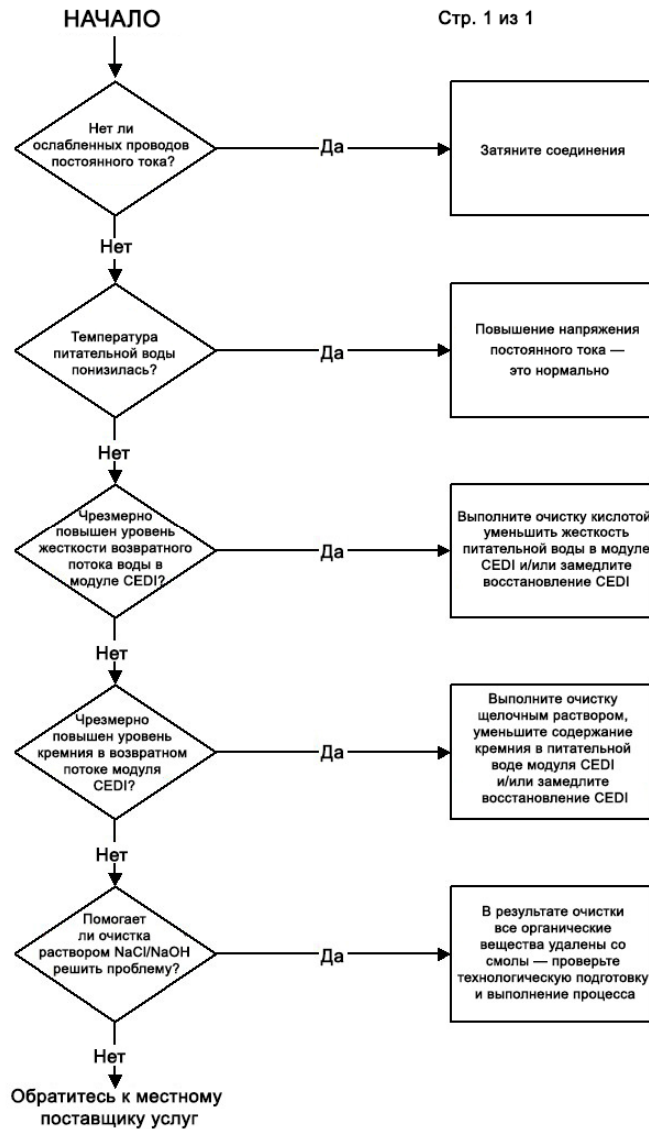 НАЧАЛО
Стр. 1 из 1
Нет ли
ослабленных проводов
постоянного тока?
Да
Затяните соединения
Нет
Температура
питательной воды
понизилась?
Да
Повышение напряжения
постоянного тока —
это нормально
Нет
Чрезмерно
повышен уровень
жесткости возвратного
потока воды в
модуле CEDI?
Да
Выполните очистку кислотой,
уменьшить жесткость
питательной воды в модуле
CEDI и/или замедлите
восстановление CEDI
Нет
Чрезмерно
повышен уровень
кремния в возвратном
потоке модуля
CEDI?
Да
Выполните очистку
щелочным раствором,
уменьшите содержание
кремния в питательной
воде модуля CEDI
и/или замедлите
восстановление CEDI
Нет
Помогает
ли очистка
раствором NaCl/NaOH
решить проблему?
Да
В результате очистки
все органические
вещества удалены со
смолы — проверьте
технологическую подготовку
и выполнение процесса
Нет
Обратитесь к местному
поставщику услуг